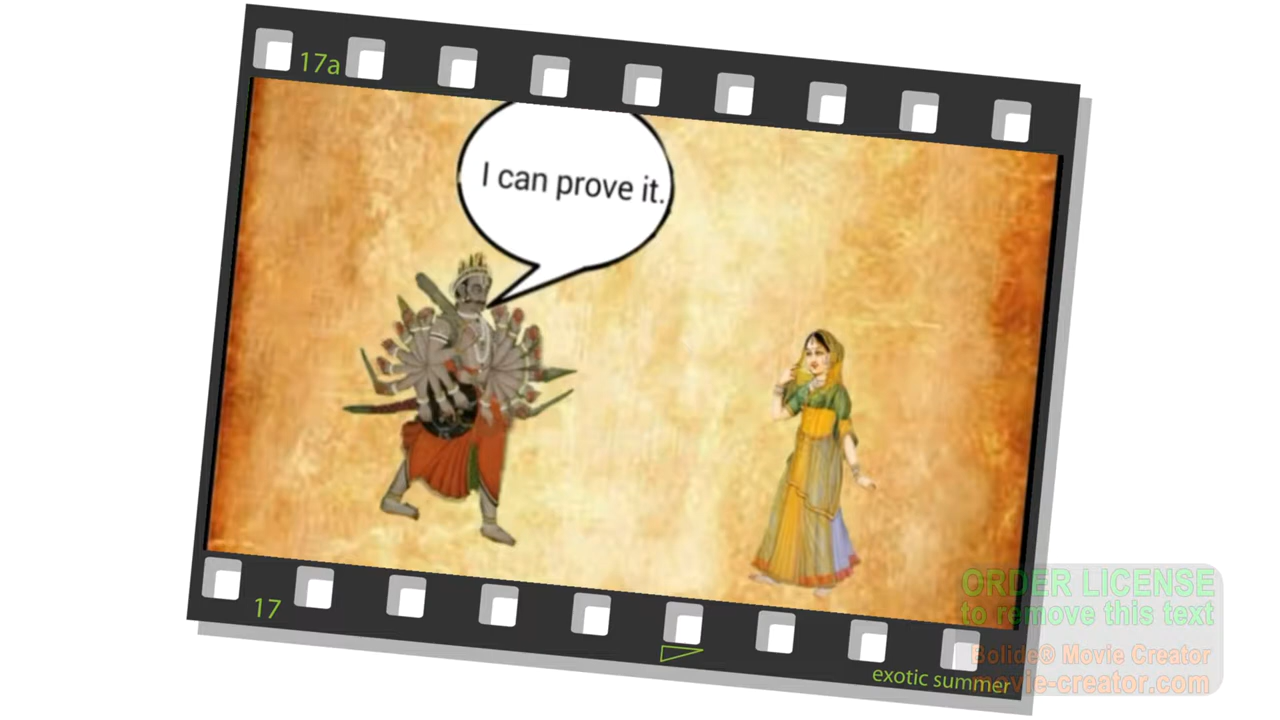 17a
I can prove it.
17
exotic summer
ORDER LICENSE
to remove this text
Bolide® Movie Creator
movie-creator.com